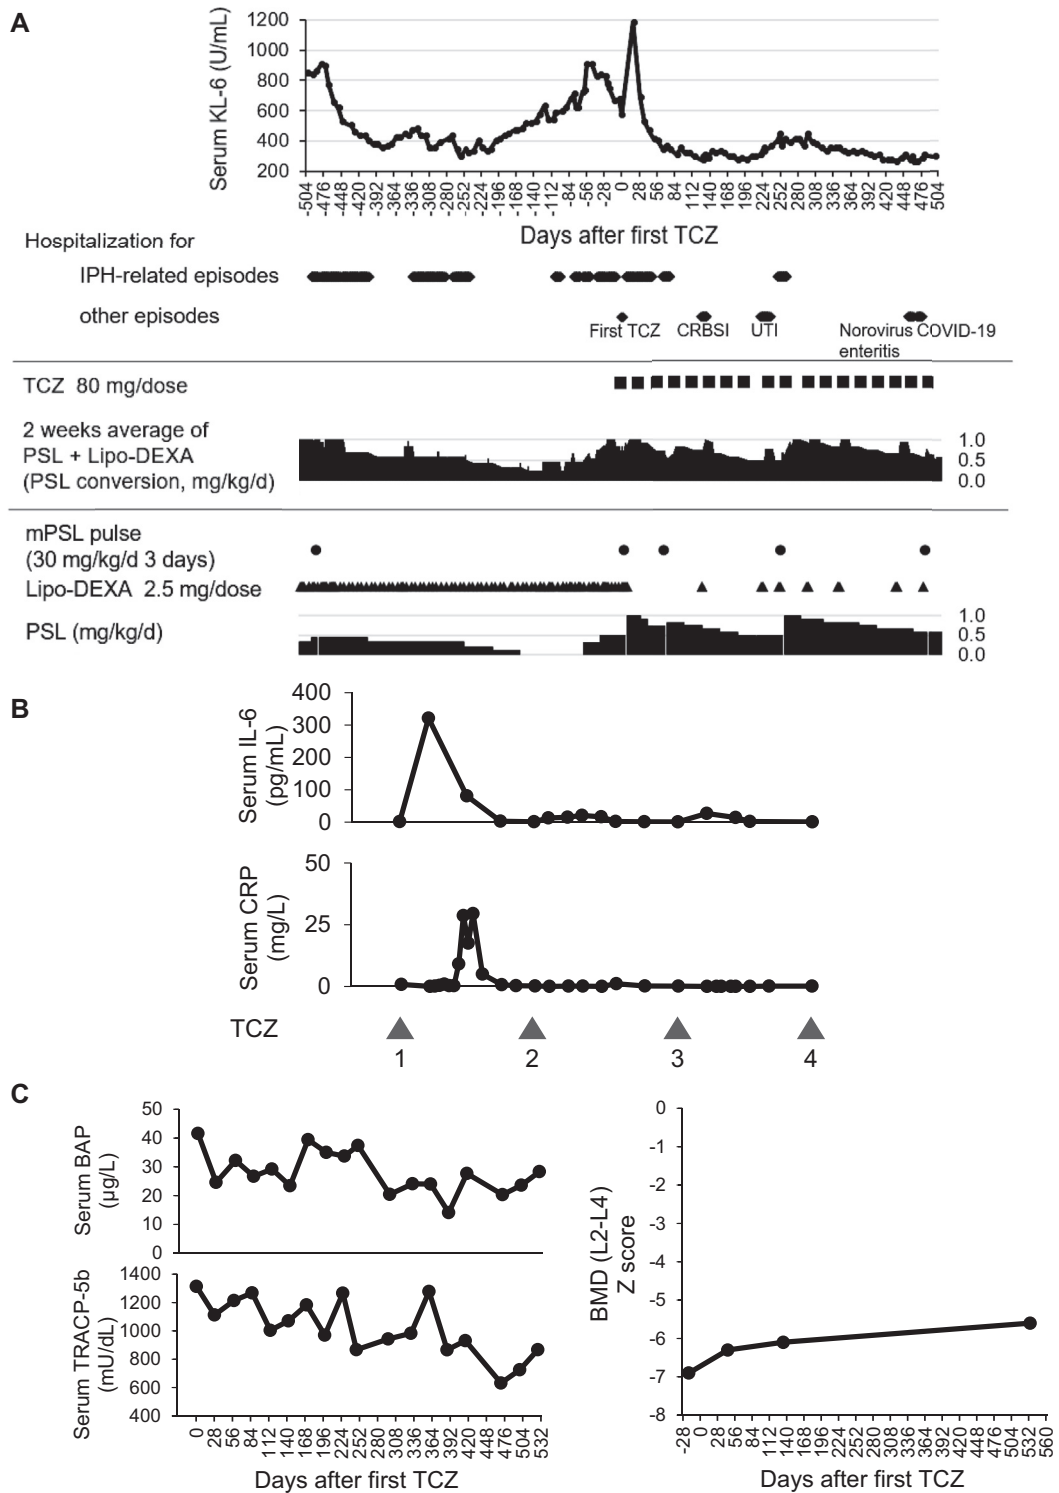 A
Serum KL-6 (U/mL)
1200
1000
800
600
400
200
-504 -476 -448 -420 -392 -364 -336 -308 -280 -252 -224 -196 -168 -140 -112 -84 -56 -28 0 28 56 84 112 140 168 196 224 252 280 308 336 364 392 420 448 476 504
Days after first TCZ
Hospitalization for
IPH-related episodes
other episodes
First TCZ CRBSI UTI Norovirus COVID-19
enteritis
TCZ 80 mg/dose
2 weeks average of
PSL + Lipo-DEXA
(PSL conversion, mg/kg/d)
1.0
0.5
0.0
mPSL pulse
(30 mg/kg/d 3 days)
Lipo-DEXA 2.5 mg/dose
PSL (mg/kg/d)
1.0
0.5
0.0
B
Serum IL-6
(pg/mL)
400
300
200
100
0
Serum CRP
(mg/L)
50
25
0
TCZ
1 2 3 4
C
Serum BAP
(μg/L)
50
40
30
20
10
0
Serum TRACP-5b
(mU/dL)
1400
1200
1000
800
600
400
0 28 56 84 112 140 168 196 224 252 280 308 336 364 392 420 448 476 504 532
Days after first TCZ
BMD (L2-L4)
Z score
0
-1
-2
-3
-4
-5
-6
-7
-8
-28 0 28 56 84 112 140 168 196 224 252 280 308 336 364 392 420 448 476 504 532 560
Days after first TCZ